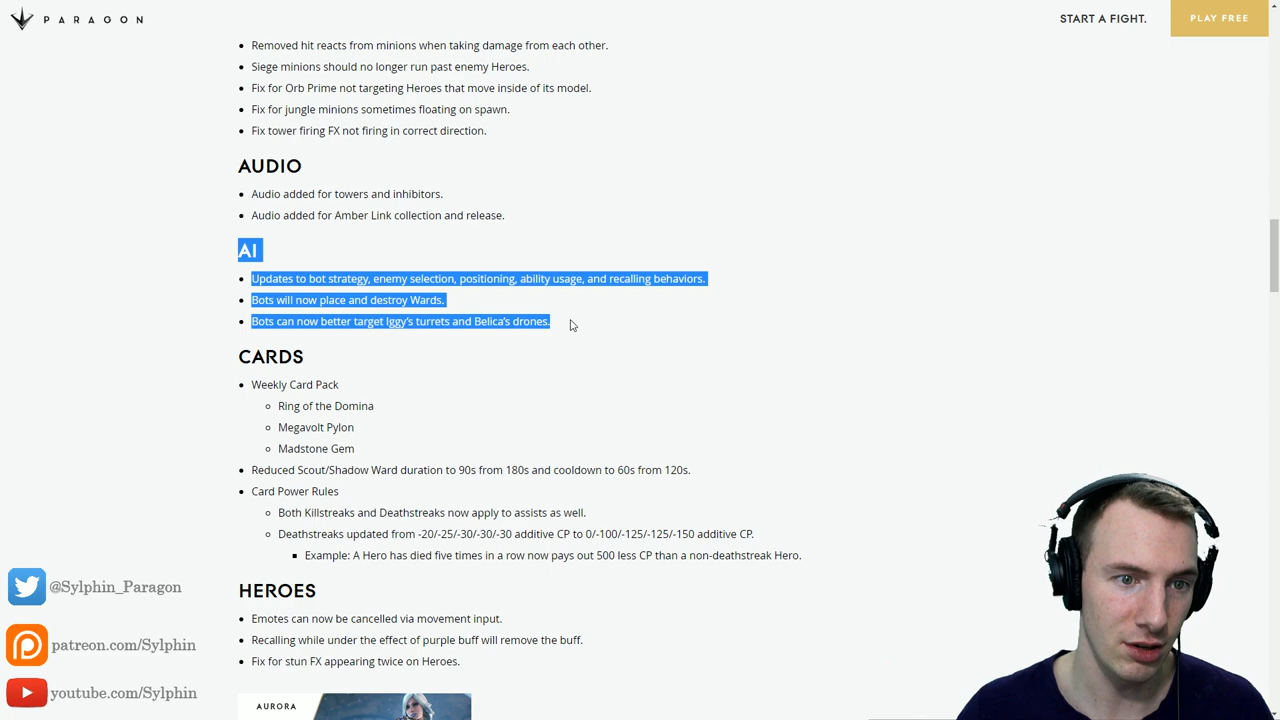 PARAGON
START A FIGHT.
PLAY FREE
Removed hit reacts from minions when taking damage from each other.
Siege minions should no longer run past enemy Heroes.
Fix for Orb Prime not targeting Heroes that move inside of its model.
Fix for jungle minions sometimes floating on spawn.
Fix tower firing FX not firing in correct direction.
AUDIO
Audio added for towers and inhibitors.
Audio added for Amber Link collection and release.
AI
Updates to bot strategy, enemy selection, positioning, ability usage, and recalling behaviors.
Bots will now place and destroy Wards.
Bots can now better target Iggy's turrets and Belica's drones.
CARDS
Weekly Card Pack
Ring of the Domina
Megavolt Pylon
Madstone Gem
Reduced Scout/Shadow Ward duration to 90s from 180s and cooldown to 60s from 120s.
Card Power Rules
Both Killstreaks and Deathstreaks now apply to assists as well.
Deathstreaks updated from -20/-25/-30/-30/-30 additive CP to 0/-100/-125/-125/-150 additive CP.
Example: A Hero has died five times in a row now pays out 500 less CP than a non-deathstreak Hero.
HEROES
Emotes can now be cancelled via movement input.
Recalling while under the effect of purple buff will remove the buff.
Fix for stun FX appearing twice on Heroes.
AURORA
@Sylphin_Paragon
patreon.com/Sylphin
youtube.com/Sylphin